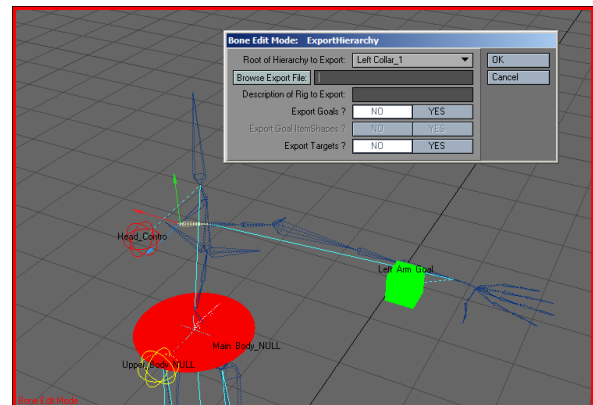 Bone Edit Mode: ExportHierarchy
Root of Hierarchy to Export: Left Collar_1 OK
Browse Export File: Cancel
Description of Rig to Export:
Export Goals ? NO YES
Export Goal ItemShapes ? NO YES
Export Targets ? NO YES
Head_Contro
Left_Arm_Goal
Main_Body_NULL
Upper_Body_NULL
Bone Edit Mode